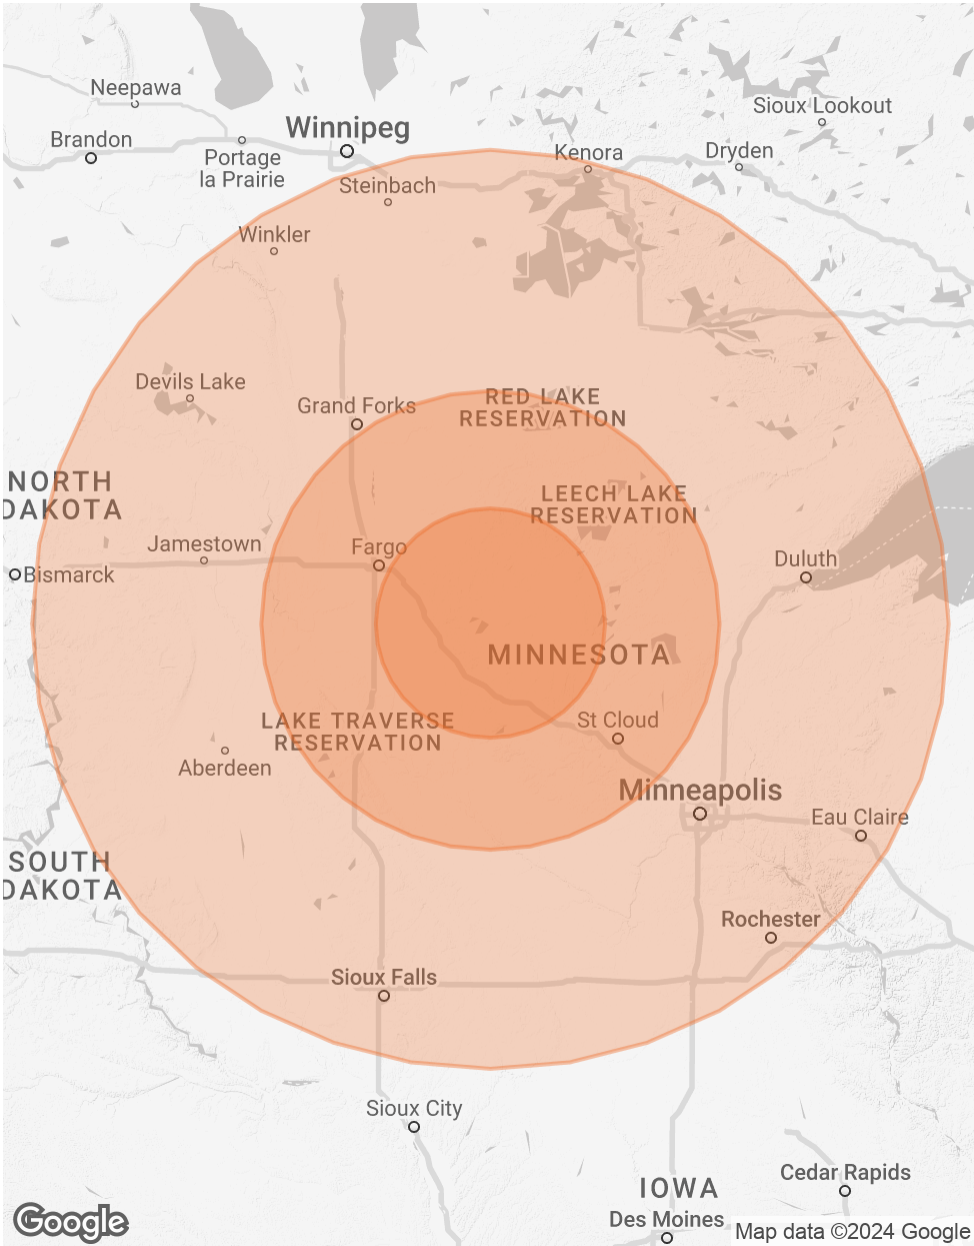 Neepawa
Sioux Lookout
Winnipeg
Brandon
Kenora
Dryden
Portage
la Prairie
Steinbach
Winkler
Devils Lake
Grand Forks
RED LAKE
RESERVATION
NORTH
DAKOTA
LEECH LAKE
RESERVATION
Jamestown
Fargo
Duluth
Bismarck
MINNESOTA
LAKE TRAVERSE
RESERVATION
St Cloud
Aberdeen
Minneapolis
Eau Claire
SOUTH
DAKOTA
Rochester
Sioux Falls
Sioux City
Cedar Rapids
IOWA
Des Moines
Google
Map data ©2024 Google